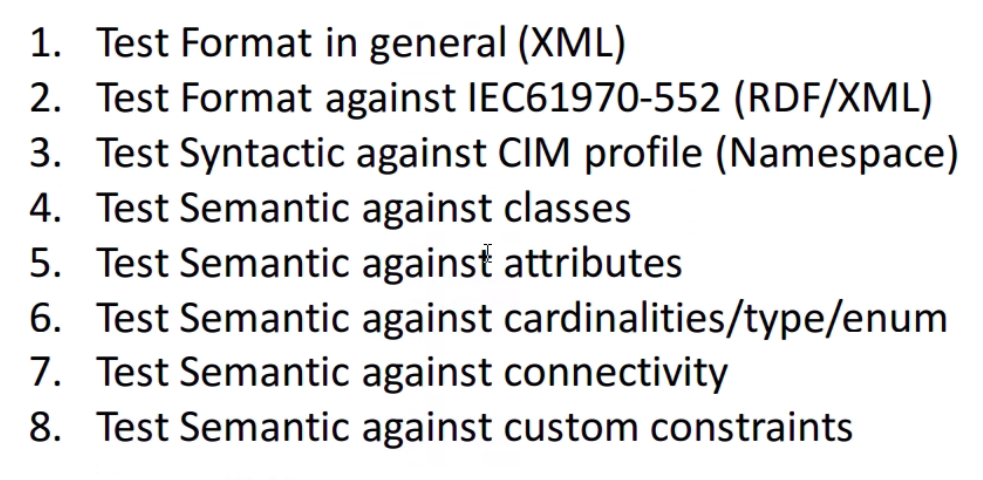 1. Test Format in general (XML)
2. Test Format against IEC61970-552 (RDF/XML)
3. Test Syntactic against CIM profile (Namespace)
4. Test Semantic against classes
5. Test Semantic against attributes
6. Test Semantic against cardinalities/type/enum
7. Test Semantic against connectivity
8. Test Semantic against custom constraints